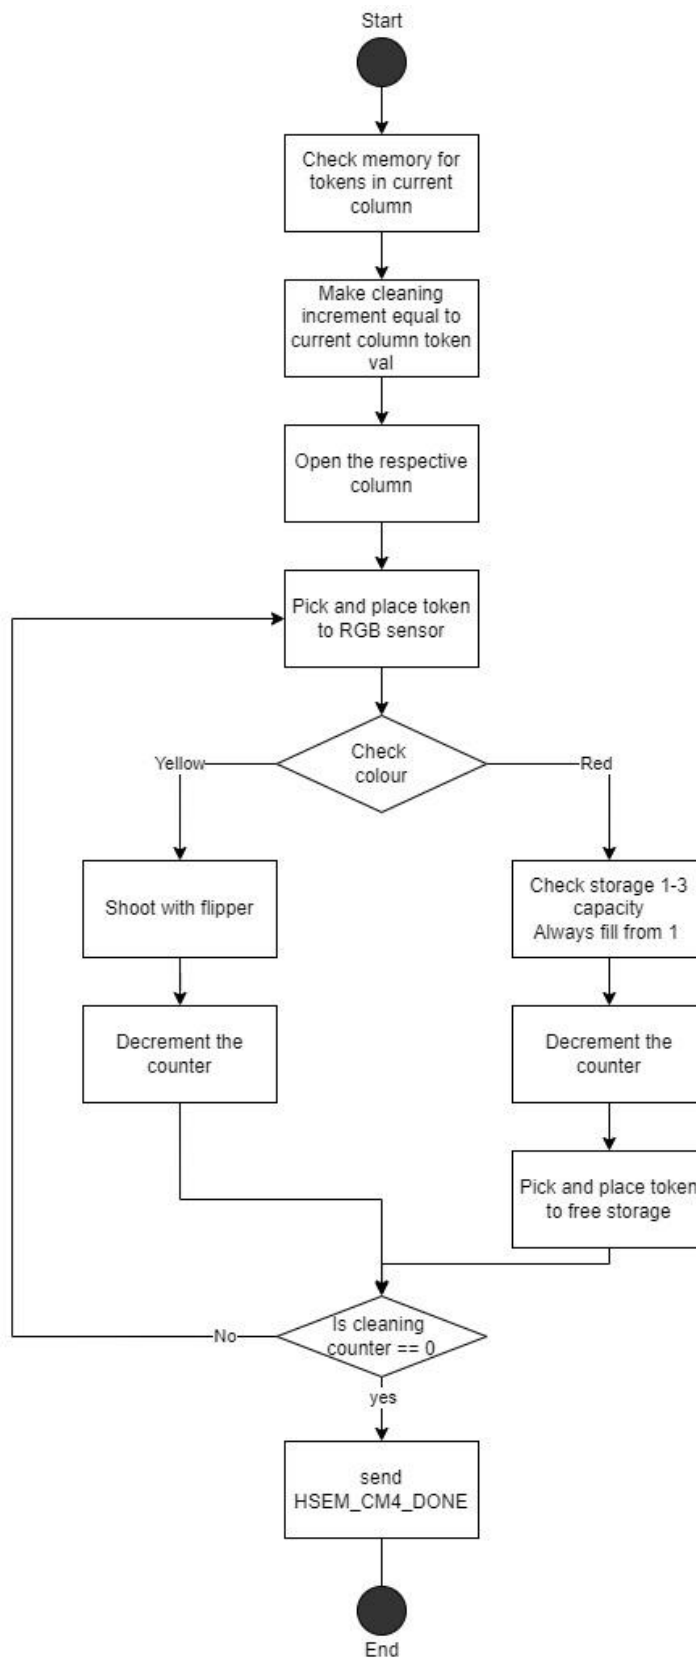 Start
Check memory for
tokens in current
column
Make cleaning
increment equal to
current column token
val
Open the respective
column
Pick and place token
to RGB sensor
Check
colour
Yellow
Red
Shoot with flipper
Check storage 1-3
capacity
Always fill from 1
Decrement the
counter
Decrement the
counter
Pick and place token
to free storage
Is cleaning
counter == 0
No
yes
send
HSEM_CM4_DONE
End